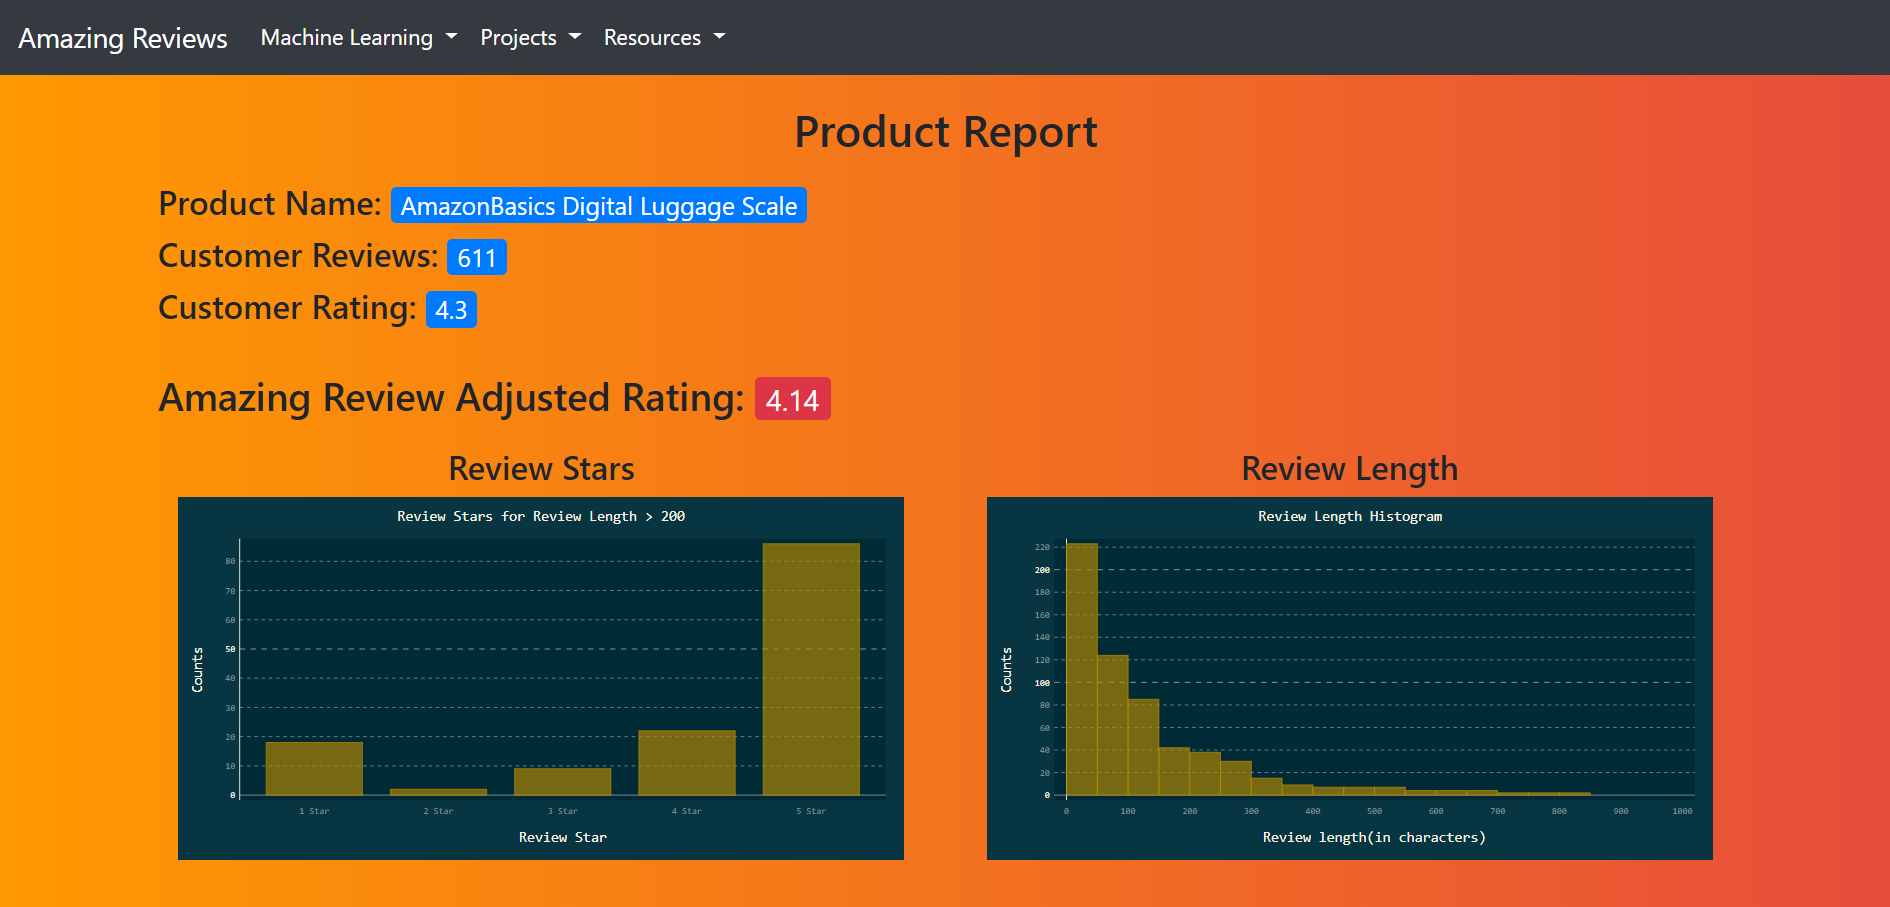 Amazing Reviews Machine Learning Projects Resources
Product Report
Product Name: AmazonBasics Digital Luggage Scale
Customer Reviews: 611
Customer Rating: 4.3
Amazing Review Adjusted Rating: 4.14
Review Stars
Review Stars for Review Length > 200
Counts
80
70
60
50
40
30
20
10
0
1 Star 2 Star 3 Star 4 Star 5 Star
Review Star
Review Length
Review Length Histogram
Counts
220
200
180
160
140
120
100
80
60
40
20
0
0 100 200 300 400 500 600 700 800 900 1000
Review length(in characters)